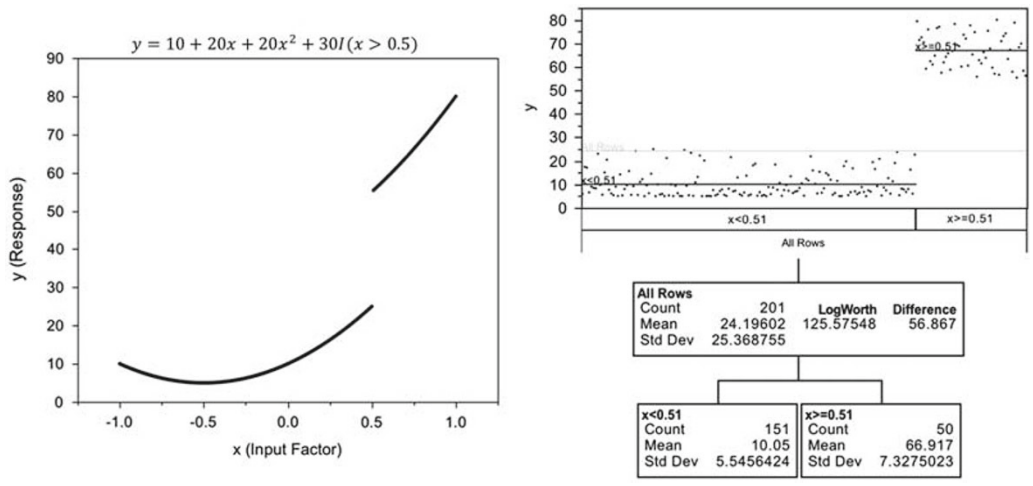 y = 10 + 20x + 20x² + 30I(x > 0.5)
90
80
70
60
50
40
30
20
10
0
y (Response)
-1.0 -0.5 0.0 0.5 1.0
x (Input Factor)
80
70
60
50
40
30
20
10
0
y
x>=0.51
All Rows
x<0.51
x<0.51 x>=0.51
All Rows
All Rows
Count 201 LogWorth Difference
Mean 24.19602 125.57548 56.867
Std Dev 25.368755
x<0.51
Count 151
Mean 10.05
Std Dev 5.5456424
x>=0.51
Count 50
Mean 66.917
Std Dev 7.3275023